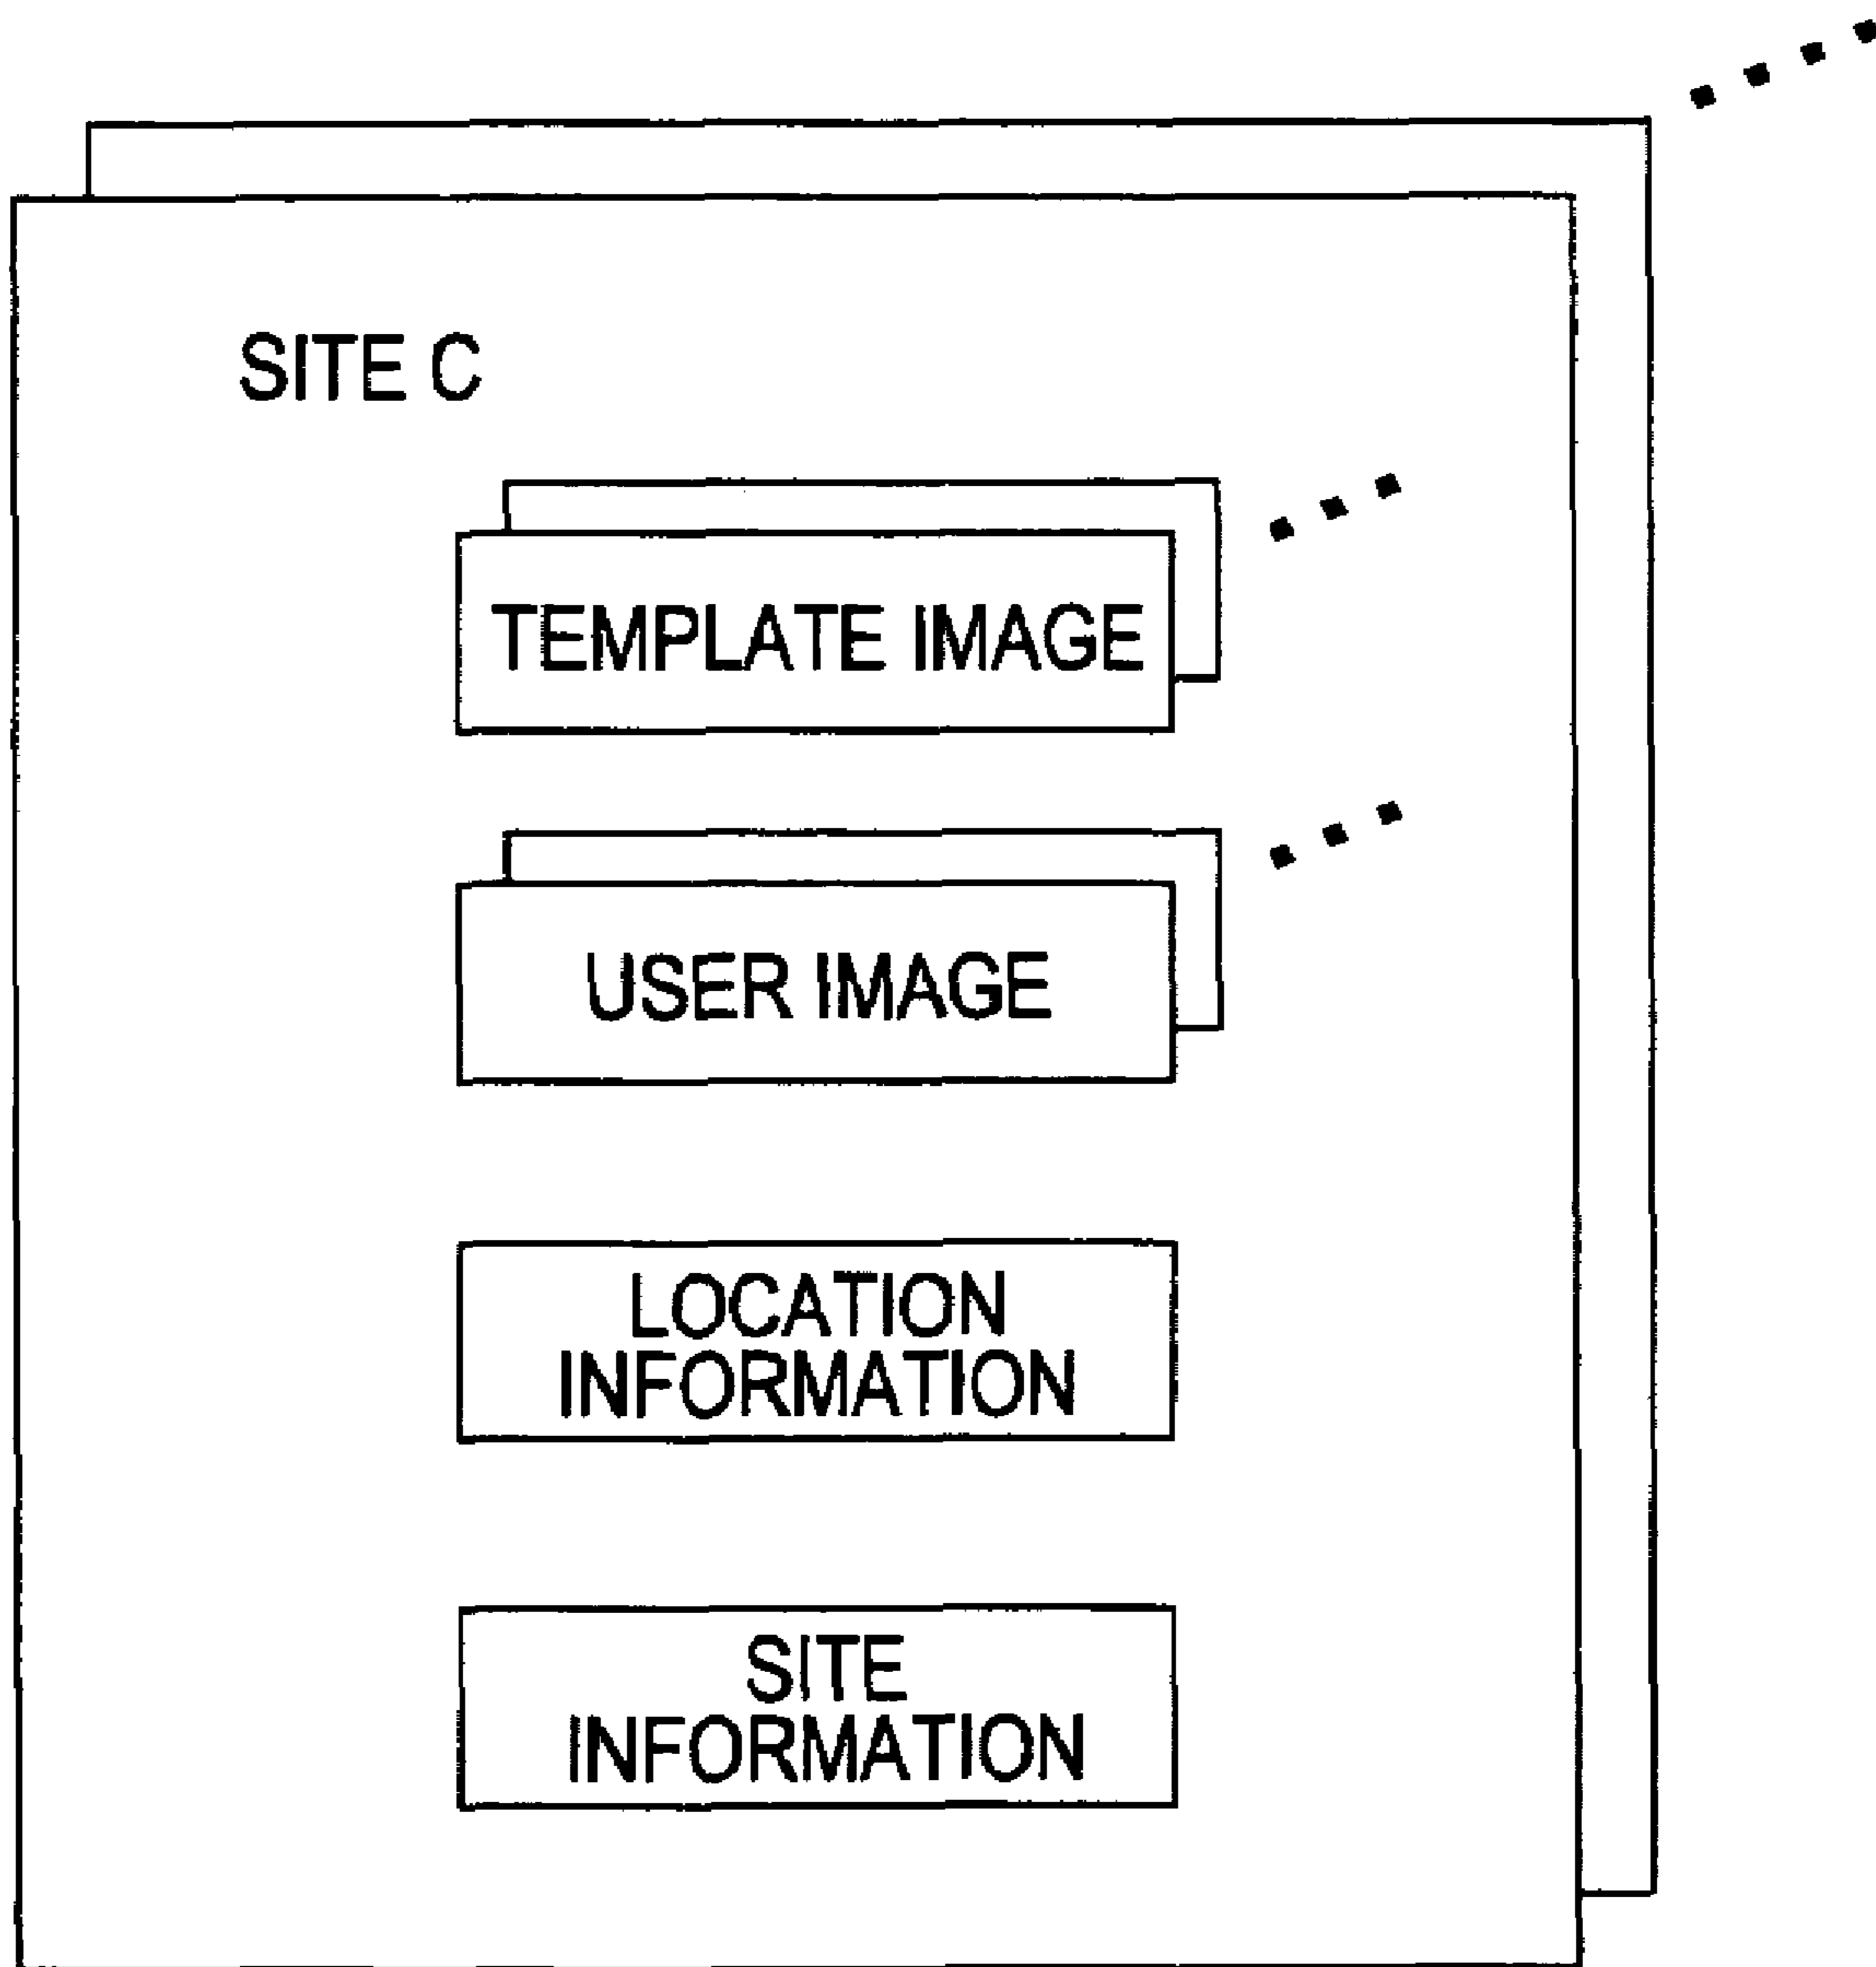 SITE C
TEMPLATE IMAGE
USER IMAGE
LOCATION
INFORMATION
SITE
INFORMATION